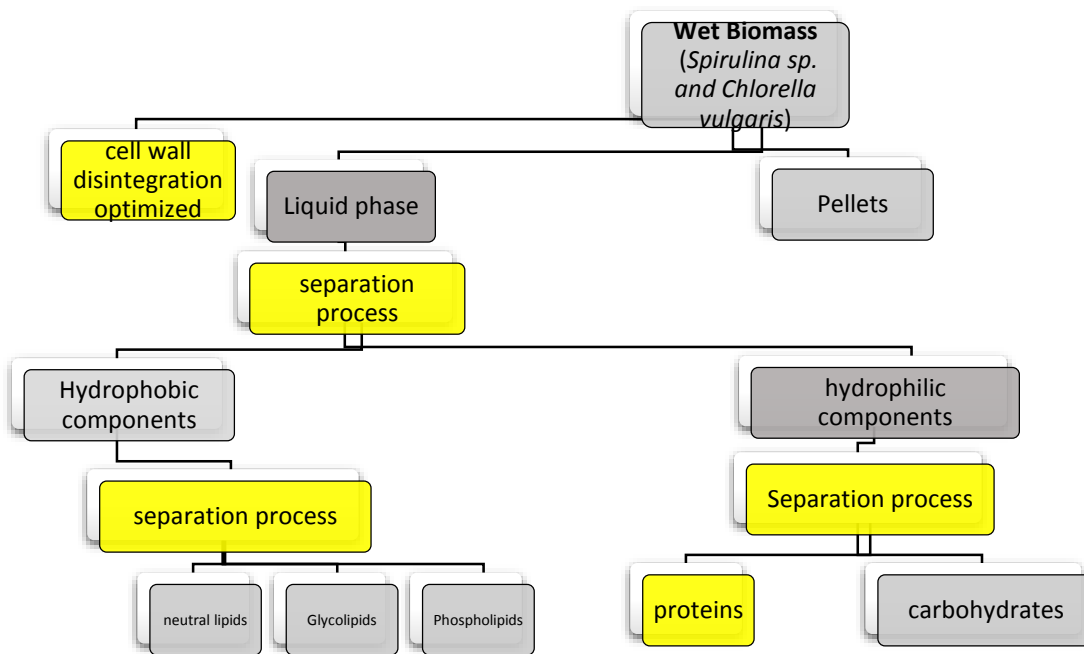 Wet Biomass
(Spirulina sp.
and Chlorella
vulgaris)
cell wall
disintegration
optimized
Liquid phase
Pellets
separation
process
Hydrophobic
components
hydrophilic
components
separation process
Separation process
neutral lipids
Glycolipids
Phospholipids
proteins
carbohydrates